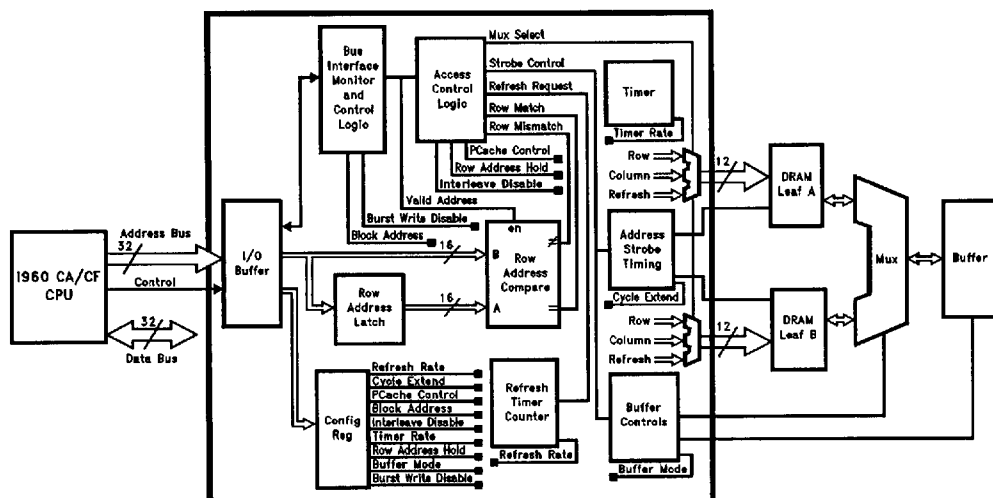 Mux Select
Bus
Interface
Monitor
and
Control
Logic
Access
Control
Logic
Strobe Control
Refresh Request
Row Match
Row Mismatch
PCache Control
Row Address Hold
Interleave Disable
Valid Address
Burst Write Disable
Block Address
Timer
Timer Rate
Row
Column
Refresh
12
DRAM
Leaf A
Address Bus
32
I960 CA/CF
CPU
Control
32
Data Bus
I/O
Buffer
16
B
en
≠
Row
Address
Compare
A
=
Row
Address
Latch
16
Address
Strobe
Timing
Cycle Extend
Mux
Buffer
Row
Column
Refresh
12
DRAM
Leaf B
Config
Reg
Refresh Rate
Cycle Extend
PCache Control
Block Address
Interleave Disable
Timer Rate
Row Address Hold
Buffer Mode
Burst Write Disable
Refresh
Timer
Counter
Refresh Rate
Buffer
Controls
Buffer Mode